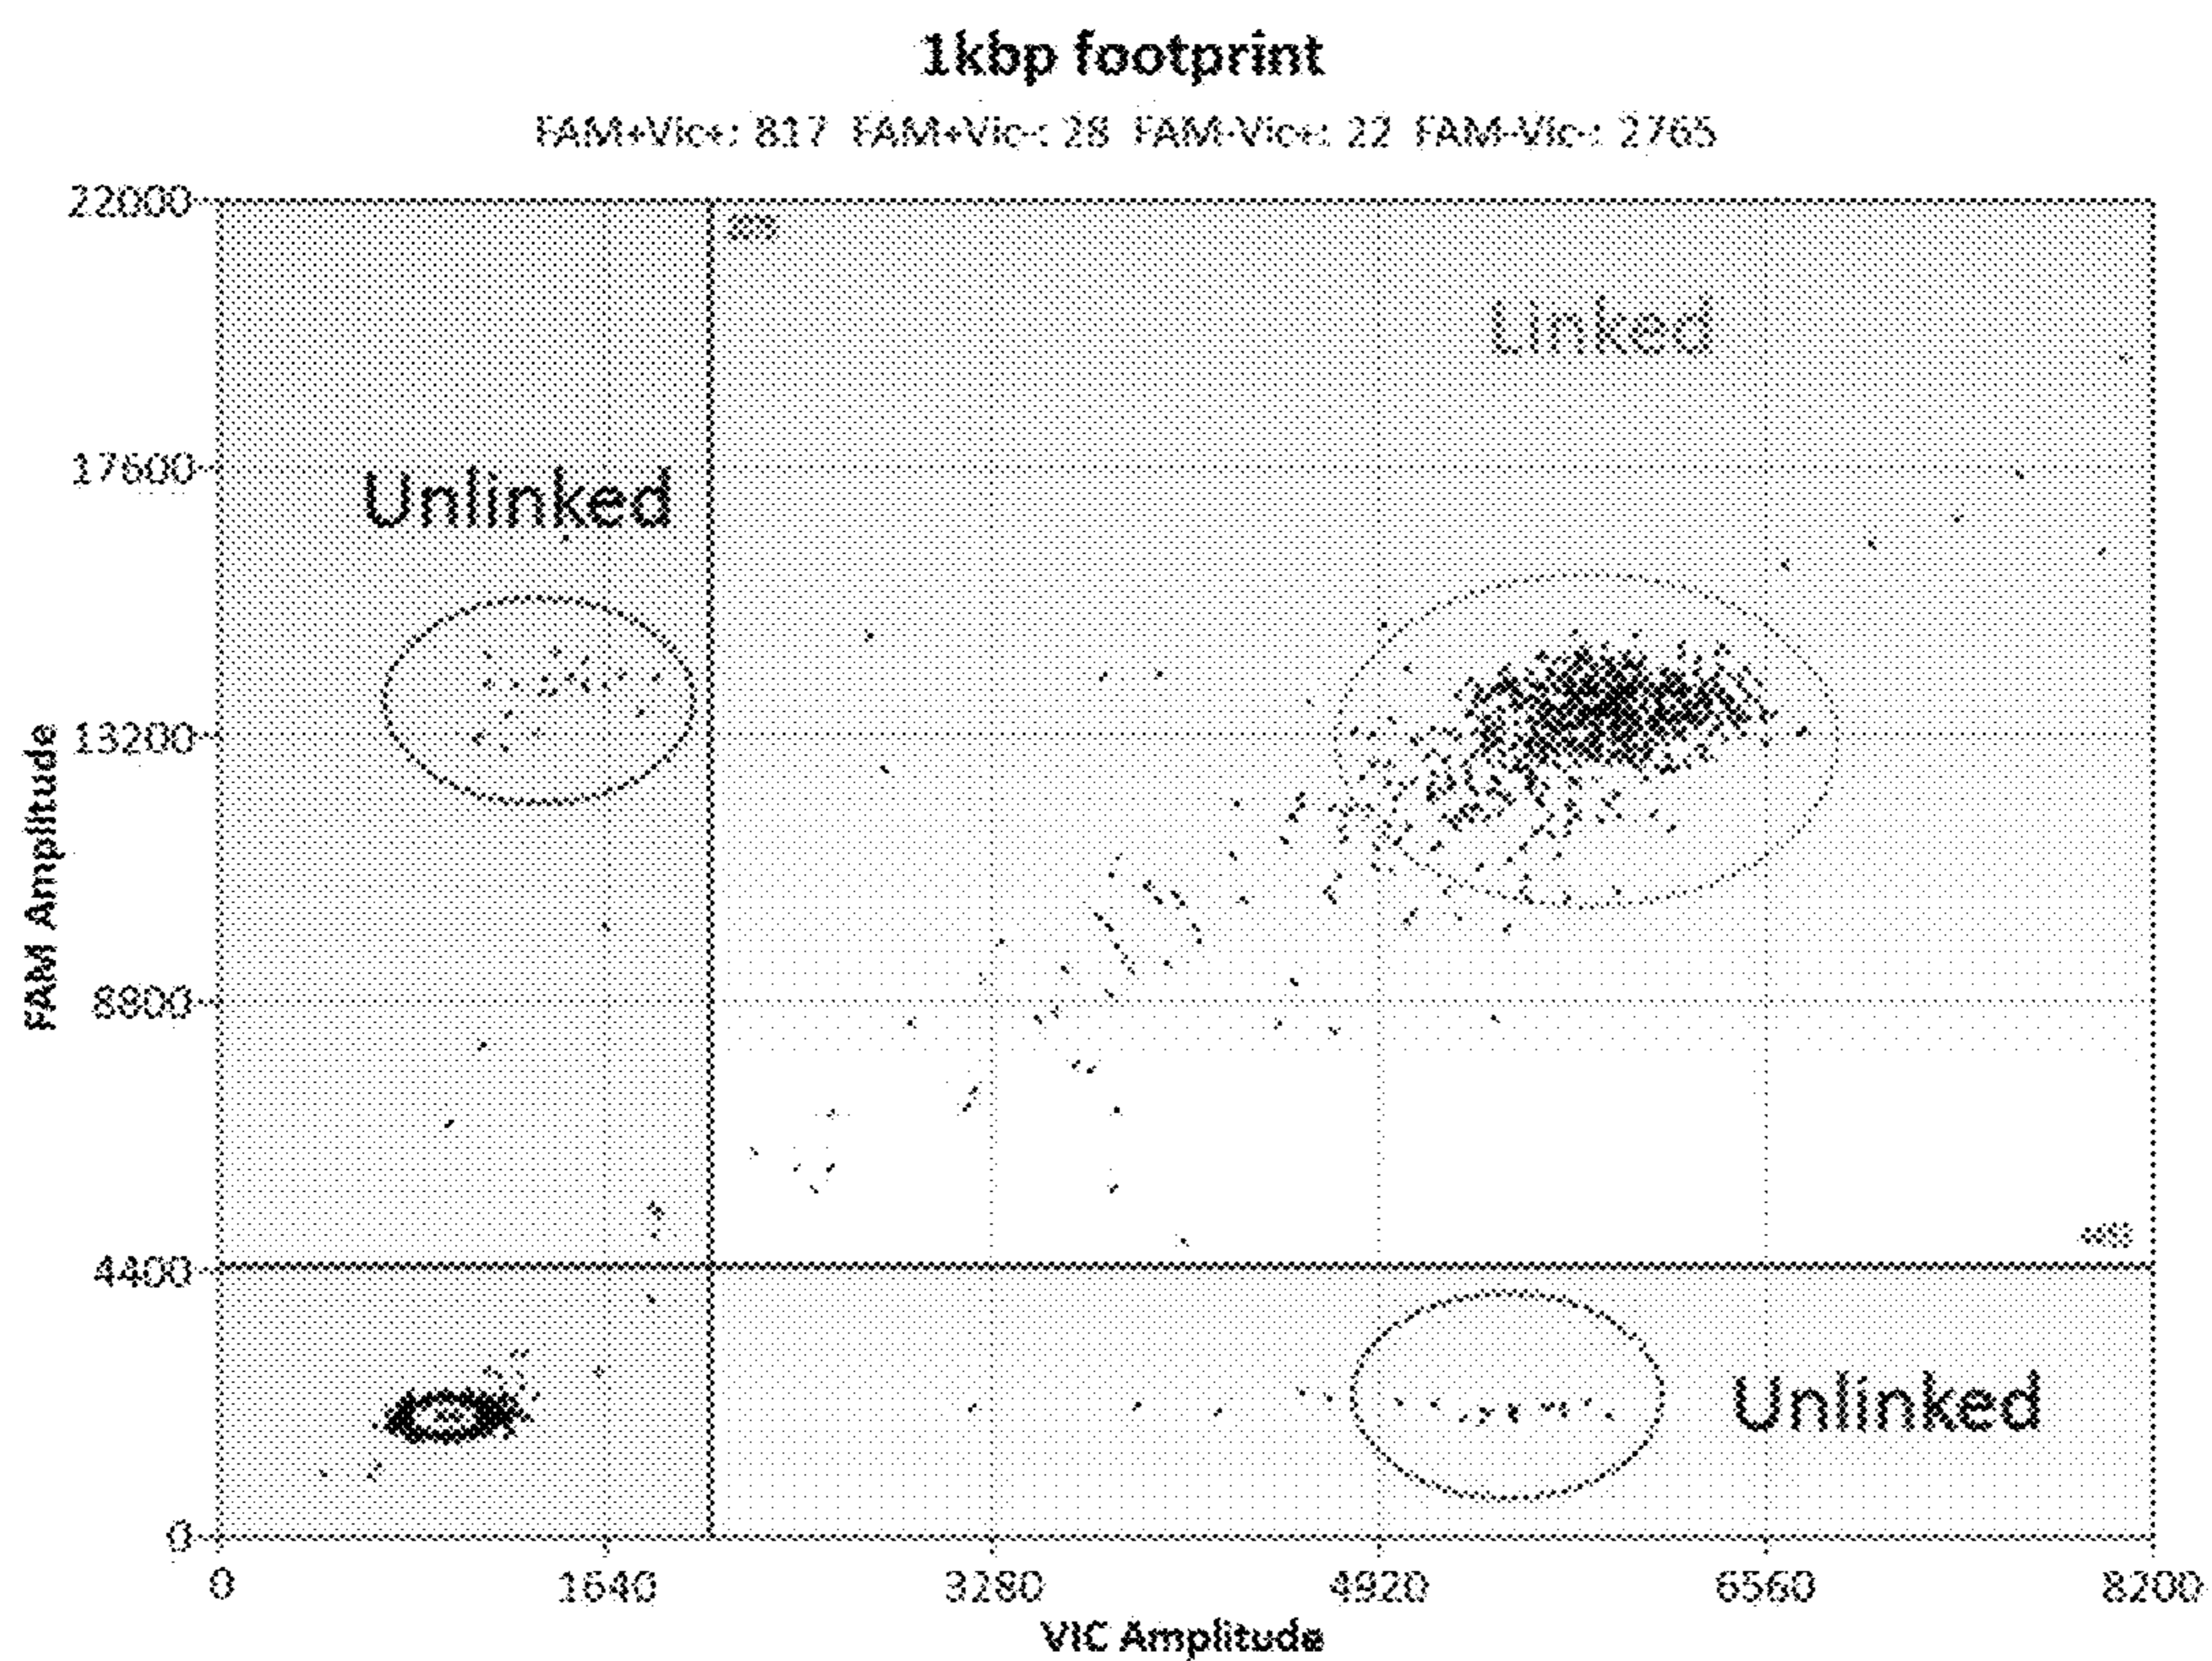 1kbp footprint
FAM+Vic+: 817 FAM+Vic-: 28 FAM-Vic+: 22 FAM-Vic-: 2765
22000
Linked
17600
Unlinked
13200
FAM Amplitude
8800
4400
Unlinked
0
0 1640 3280 4920 6560 8200
VIC Amplitude